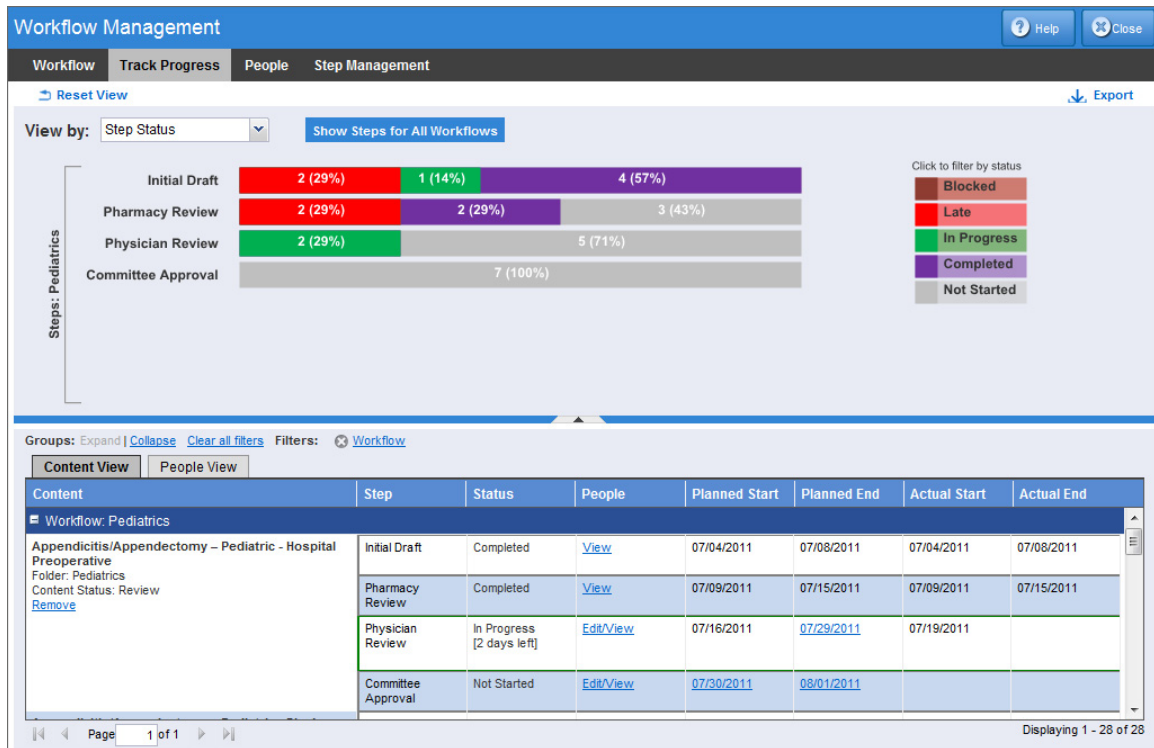 Workflow Management
Help
Close
Workflow Track Progress People Step Management
Reset View
Export
View by: Step Status
Show Steps for All Workflows
Steps: Pediatrics
Initial Draft 2 (29%) 1 (14%) 4 (57%)
Pharmacy Review 2 (29%) 2 (29%) 3 (43%)
Physician Review 2 (29%) 5 (71%)
Committee Approval 7 (100%)
Click to filter by status
Blocked
Late
In Progress
Completed
Not Started
Groups: Expand | Collapse Clear all filters Filters: Workflow
Content View People View
Content Step Status People Planned Start Planned End Actual Start Actual End
Workflow: Pediatrics
Appendicitis/Appendectomy – Pediatric - Hospital
Preoperative
Folder: Pediatrics
Content Status: Review
Remove
Initial Draft Completed View 07/04/2011 07/08/2011 07/04/2011 07/08/2011
Pharmacy
Review
Completed View 07/09/2011 07/15/2011 07/09/2011 07/15/2011
Physician
Review
In Progress
[2 days left]
Edit/View 07/16/2011 07/29/2011 07/19/2011
Committee
Approval
Not Started Edit/View 07/30/2011 08/01/2011
Page 1 of 1
Displaying 1 - 28 of 28